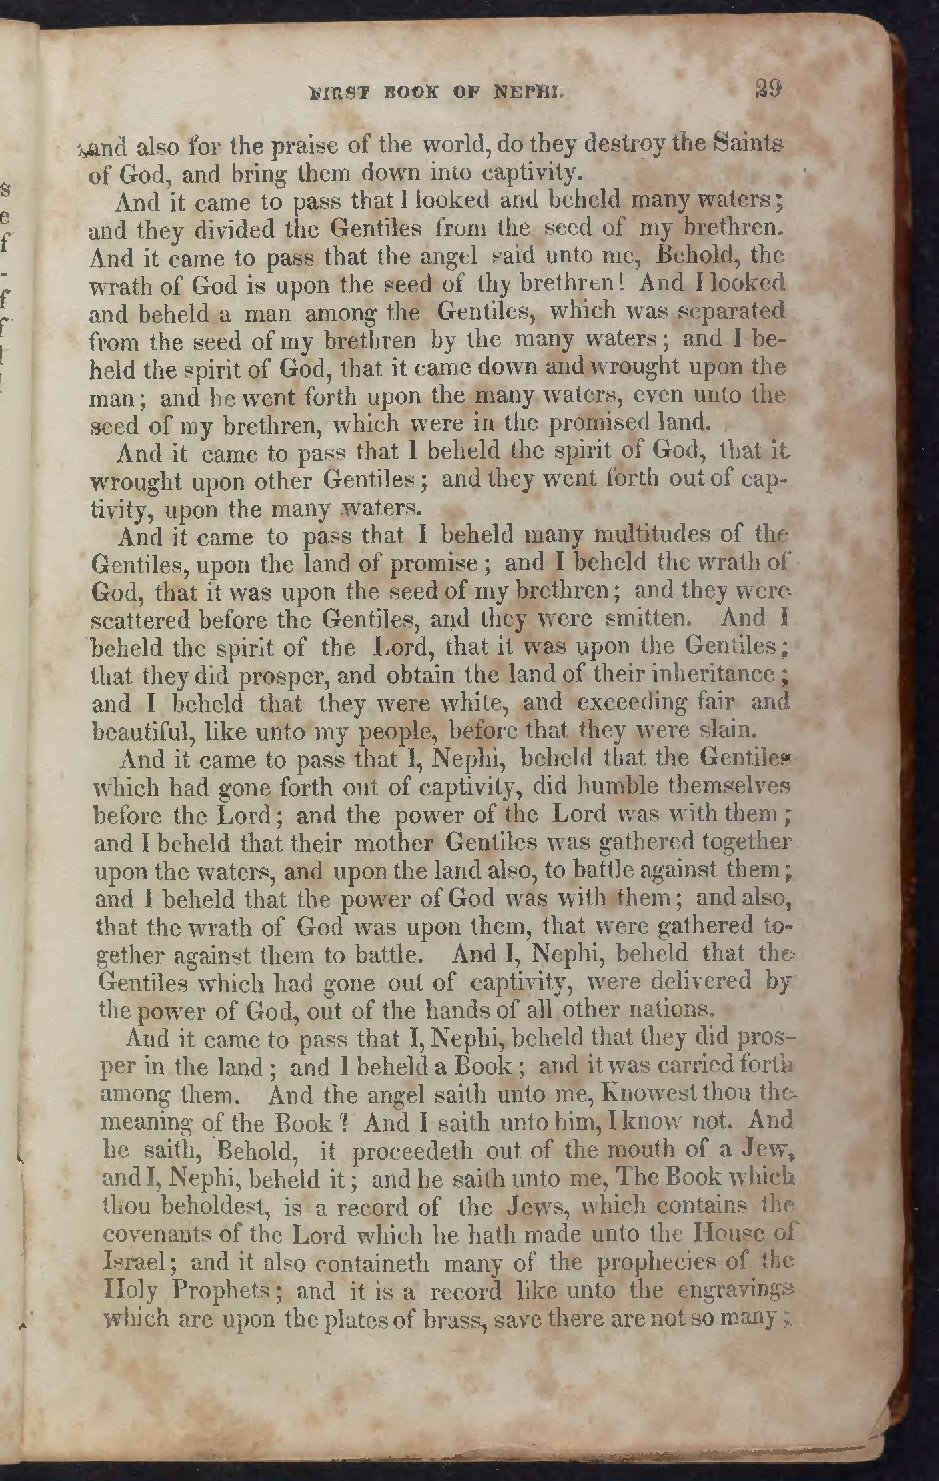 FIRST BOOK OF NEPHI. 29
and also for the praise of the world, do they destroy the Saints
of God, and bring them down into captivity.
And it came to pass that I looked and beheld many waters;
and they divided the Gentiles from the seed of my brethren.
And it came to pass that the angel said unto me, Behold, the
wrath of God is upon the seed of thy brethren! And I looked
and beheld a man among the Gentiles, which was separated
from the seed of my brethren by the many waters; and I be-
held the spirit of God, that it came down and wrought upon the
man; and he went forth upon the many waters, even unto the
seed of my brethren, which were in the promised land.
And it came to pass that I beheld the spirit of God, that it
wrought upon other Gentiles; and they went forth out of cap-
tivity, upon the many waters.
And it came to pass that I beheld many multitudes of the
Gentiles, upon the land of promise; and I beheld the wrath of
God, that it was upon the seed of my brethren; and they were
scattered before the Gentiles, and they were smitten. And I
beheld the spirit of the Lord, that it was upon the Gentiles;
that they did prosper, and obtain the land of their inheritance;
and I beheld that they were white, and exceeding fair and
beautiful, like unto my people, before that they were slain.
And it came to pass that I, Nephi, beheld that the Gentiles
which had gone forth out of captivity, did humble themselves
before the Lord; and the power of the Lord was with them;
and I beheld that their mother Gentiles was gathered together
upon the waters, and upon the land also, to battle against them;
and I beheld that the power of God was with them; and also,
that the wrath of God was upon them, that were gathered to-
gether against them to battle. And I, Nephi, beheld that the
Gentiles which had gone out of captivity, were delivered by
the power of God, out of the hands of all other nations.
And it came to pass that I, Nephi, beheld that they did pros-
per in the land; and I beheld a Book; and it was carried forth
among them. And the angel saith unto me, Knowest thou the
meaning of the Book? And I saith unto him, I know not. And
he saith, Behold, it proceedeth out of the mouth of a Jew,
and I, Nephi, beheld it; and he saith unto me, The Book which
thou beholdest, is a record of the Jews, which contains the
covenants of the Lord which he hath made unto the House of
Israel; and it also containeth many of the prophecies of the
Holy Prophets; and it is a record like unto the engravings
which are upon the plates of brass, save there are not so many;